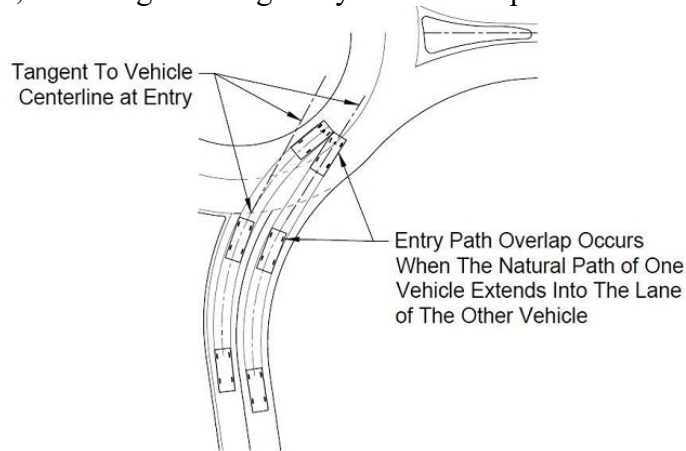 Tangent To Vehicle
Centerline at Entry
Entry Path Overlap Occurs
When The Natural Path of One
Vehicle Extends Into The Lane
of The Other Vehicle